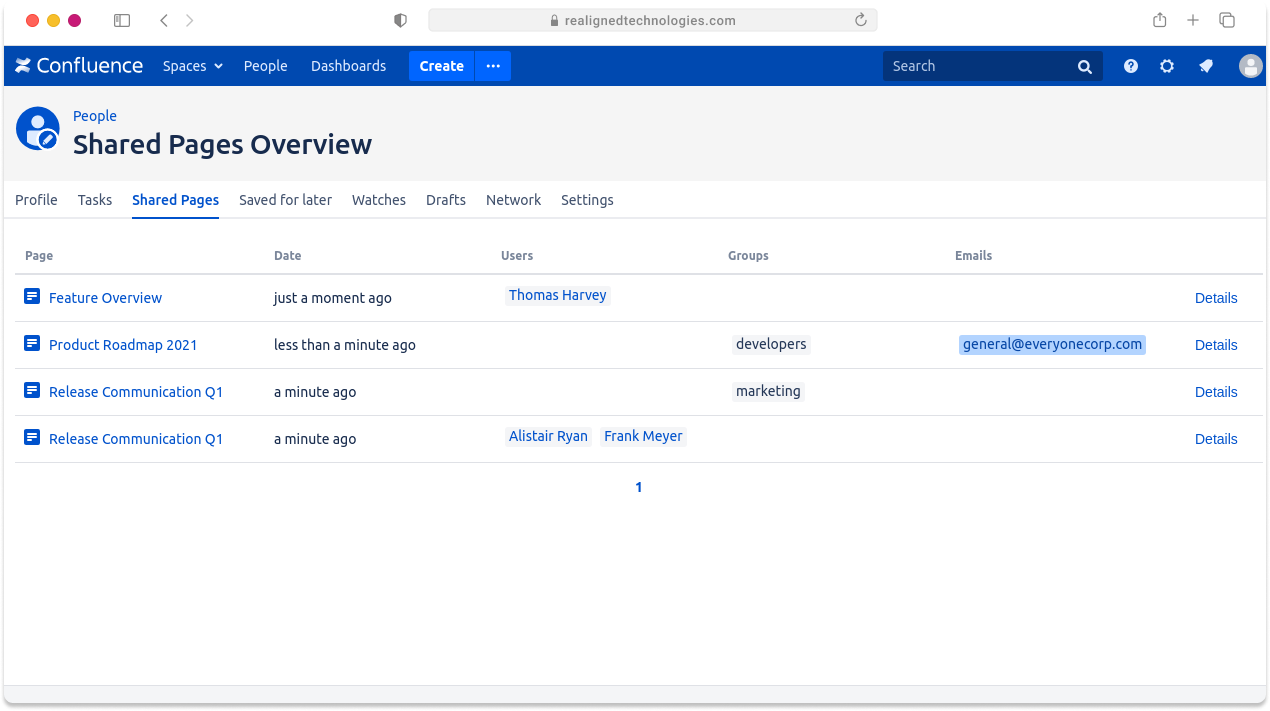 realignedtechnologies.com
Confluence Spaces People Dashboards Create ··· Search
People
Shared Pages Overview
Profile Tasks Shared Pages Saved for later Watches Drafts Network Settings
Page Date Users Groups Emails
Feature Overview just a moment ago Thomas Harvey Details
Product Roadmap 2021 less than a minute ago developers general@everyonecorp.com Details
Release Communication Q1 a minute ago marketing Details
Release Communication Q1 a minute ago Alistair Ryan Frank Meyer Details
1